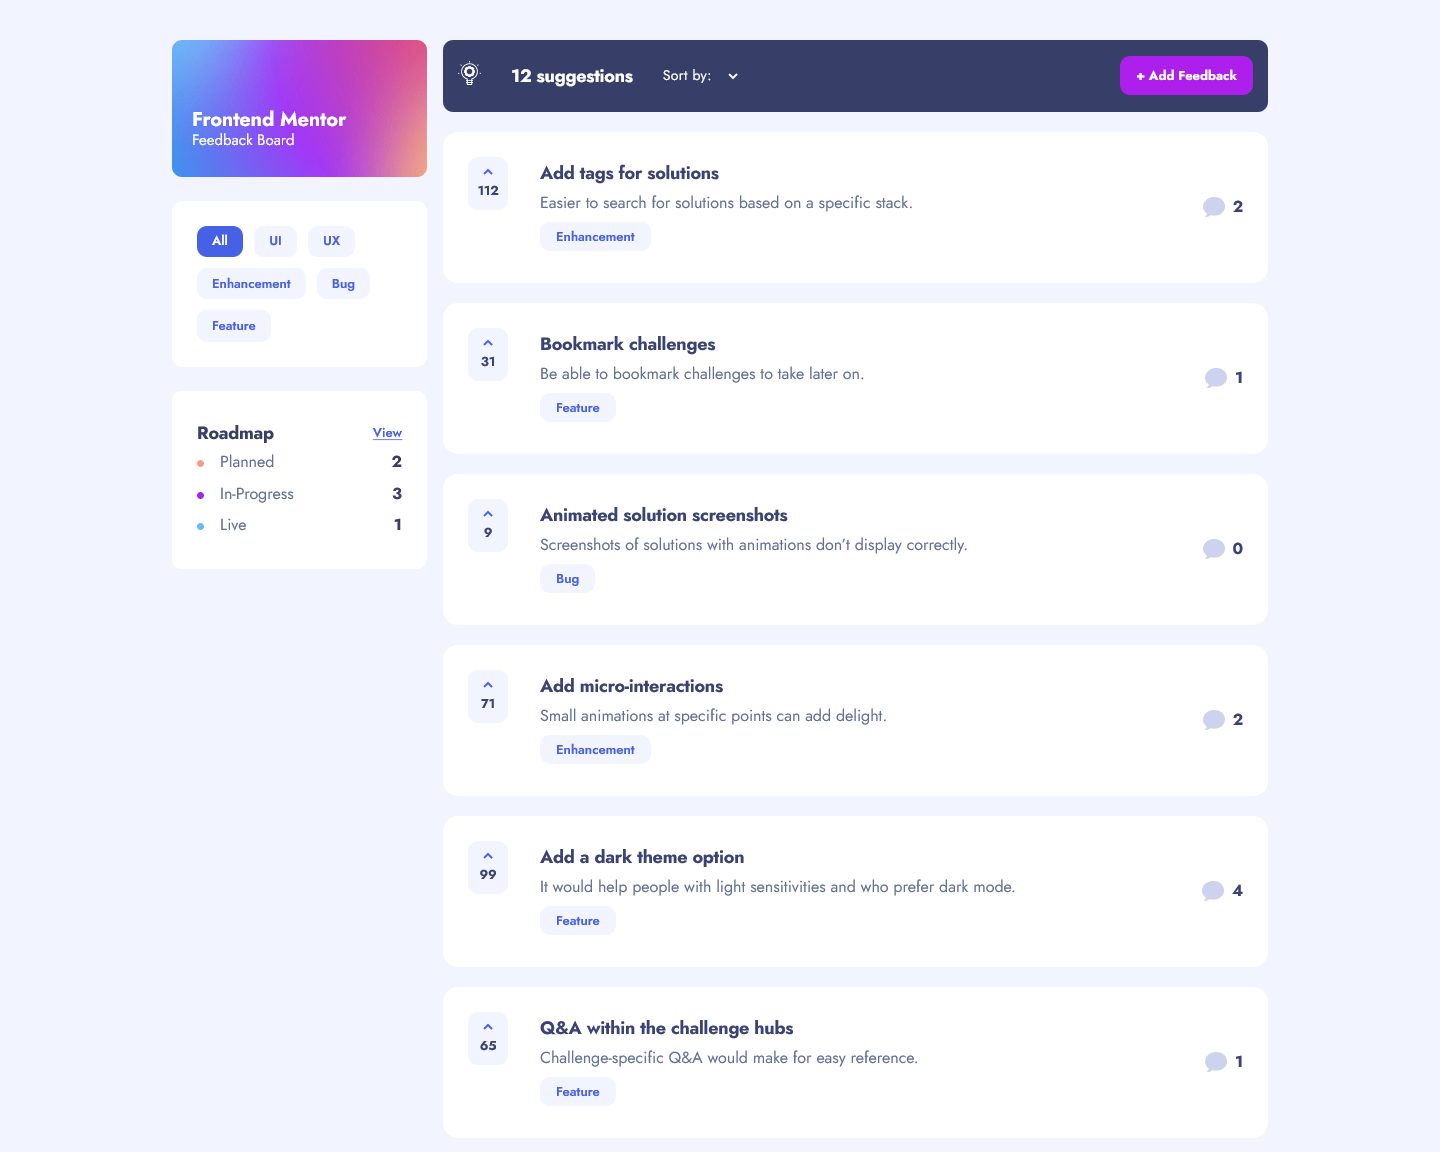 Frontend Mentor
Feedback Board
All
UI
UX
Enhancement
Bug
Feature
Roadmap
View
Planned
2
In-Progress
3
Live
1
12 suggestions
Sort by:
+ Add Feedback
112
Add tags for solutions
Easier to search for solutions based on a specific stack.
Enhancement
2
31
Bookmark challenges
Be able to bookmark challenges to take later on.
Feature
1
9
Animated solution screenshots
Screenshots of solutions with animations don’t display correctly.
Bug
0
71
Add micro-interactions
Small animations at specific points can add delight.
Enhancement
2
99
Add a dark theme option
It would help people with light sensitivities and who prefer dark mode.
Feature
4
65
Q&A within the challenge hubs
Challenge-specific Q&A would make for easy reference.
Feature
1